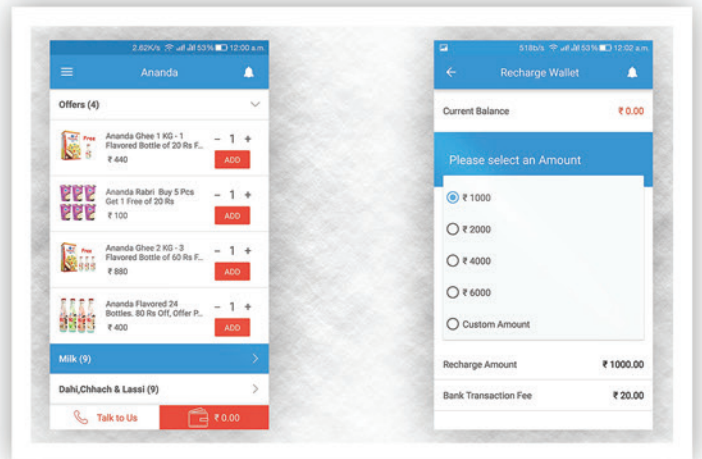 2.82K/s 53% 12:00 a.m.
Ananda
Offers (4)
Free
Ananda Ghee 1 KG - 1
Flavored Bottle of 20 Rs F...
₹ 440
- 1 +
ADD
Ananda Rabri Buy 5 Pcs
Get 1 Free of 20 Rs
₹ 100
- 1 +
ADD
Free
Ananda Ghee 2 KG - 3
Flavored Bottle of 60 Rs F...
₹ 880
- 1 +
ADD
Ananda Flavored 24
Bottles. 80 Rs Off, Offer P...
₹ 400
- 1 +
ADD
Milk (9)
Dahi,Chhach & Lassi (9)
Talk to Us
₹ 0.00
518b/s 53% 12:02 a.m.
Recharge Wallet
Current Balance ₹ 0.00
Please select an Amount
₹ 1000
₹ 2000
₹ 4000
₹ 6000
Custom Amount
Recharge Amount ₹ 1000.00
Bank Transaction Fee ₹ 20.00